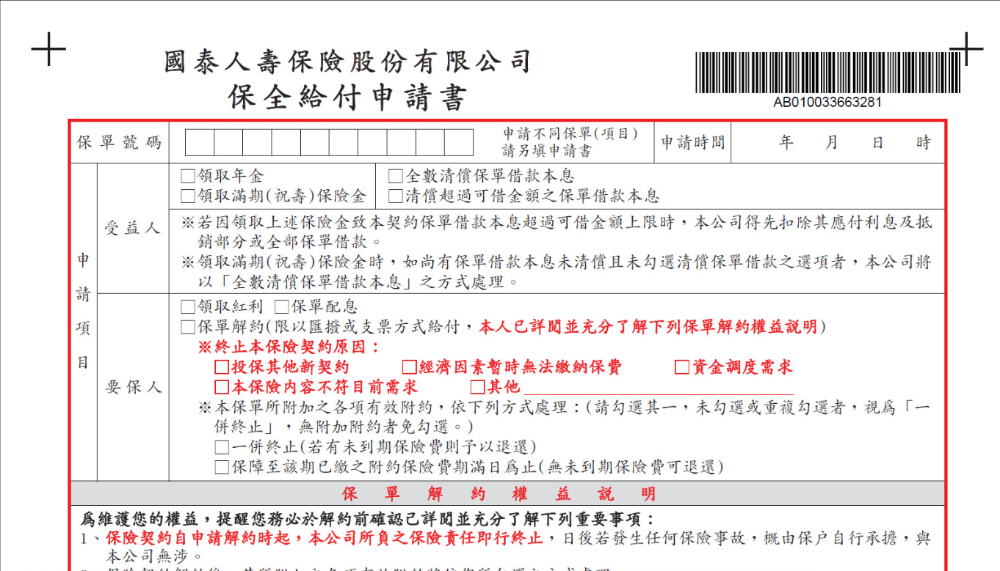 國泰人壽保險股份有限公司
保全給付申請書
AB010033663281
保單號碼
申請不同保單(項目)
請另填申請書
申請時間
年 月 日 時
申請項目
受益人
□領取年金
□領取滿期(祝壽)保險金
□全數清償保單借款本息
□清償超過可借金額之保單借款本息
※若因領取上述保險金致本契約保單借款本息超過可借金額上限時，本公司得先扣除其應付利息及抵
銷部分或全部保單借款。
※領取滿期(祝壽)保險金時，如尚有保單借款本息未清償且未勾選清償保單借款之選項者，本公司將
以「全數清償保單借款本息」之方式處理。
要保人
□領取紅利 □保單配息
□保單解約(限以匯撥或支票方式給付，本人已詳閱並充分了解下列保單解約權益說明)
※終止本保險契約原因：
□投保其他新契約 □經濟因素暫時無法繳納保費 □資金調度需求
□本保險內容不符目前需求 □其他
※本保單所附加之各項有效附約，依下列方式處理：(請勾選其一，未勾選或重複勾選者，視為「一
併終止」，無附加附約者免勾選。)
□一併終止(若有未到期保險費則予以退還)
□保障至該期已繳之附約保險費期滿日為止(無未到期保險費可退還)
保單解約權益說明
為維護您的權益，提醒您務必於解約前確認已詳閱並充分了解下列重要事項：
1、保險契約自申請解約時起，本公司所負之保險責任即行終止，日後若發生任何保險事故，概由保戶自行承擔，與
本公司無涉。